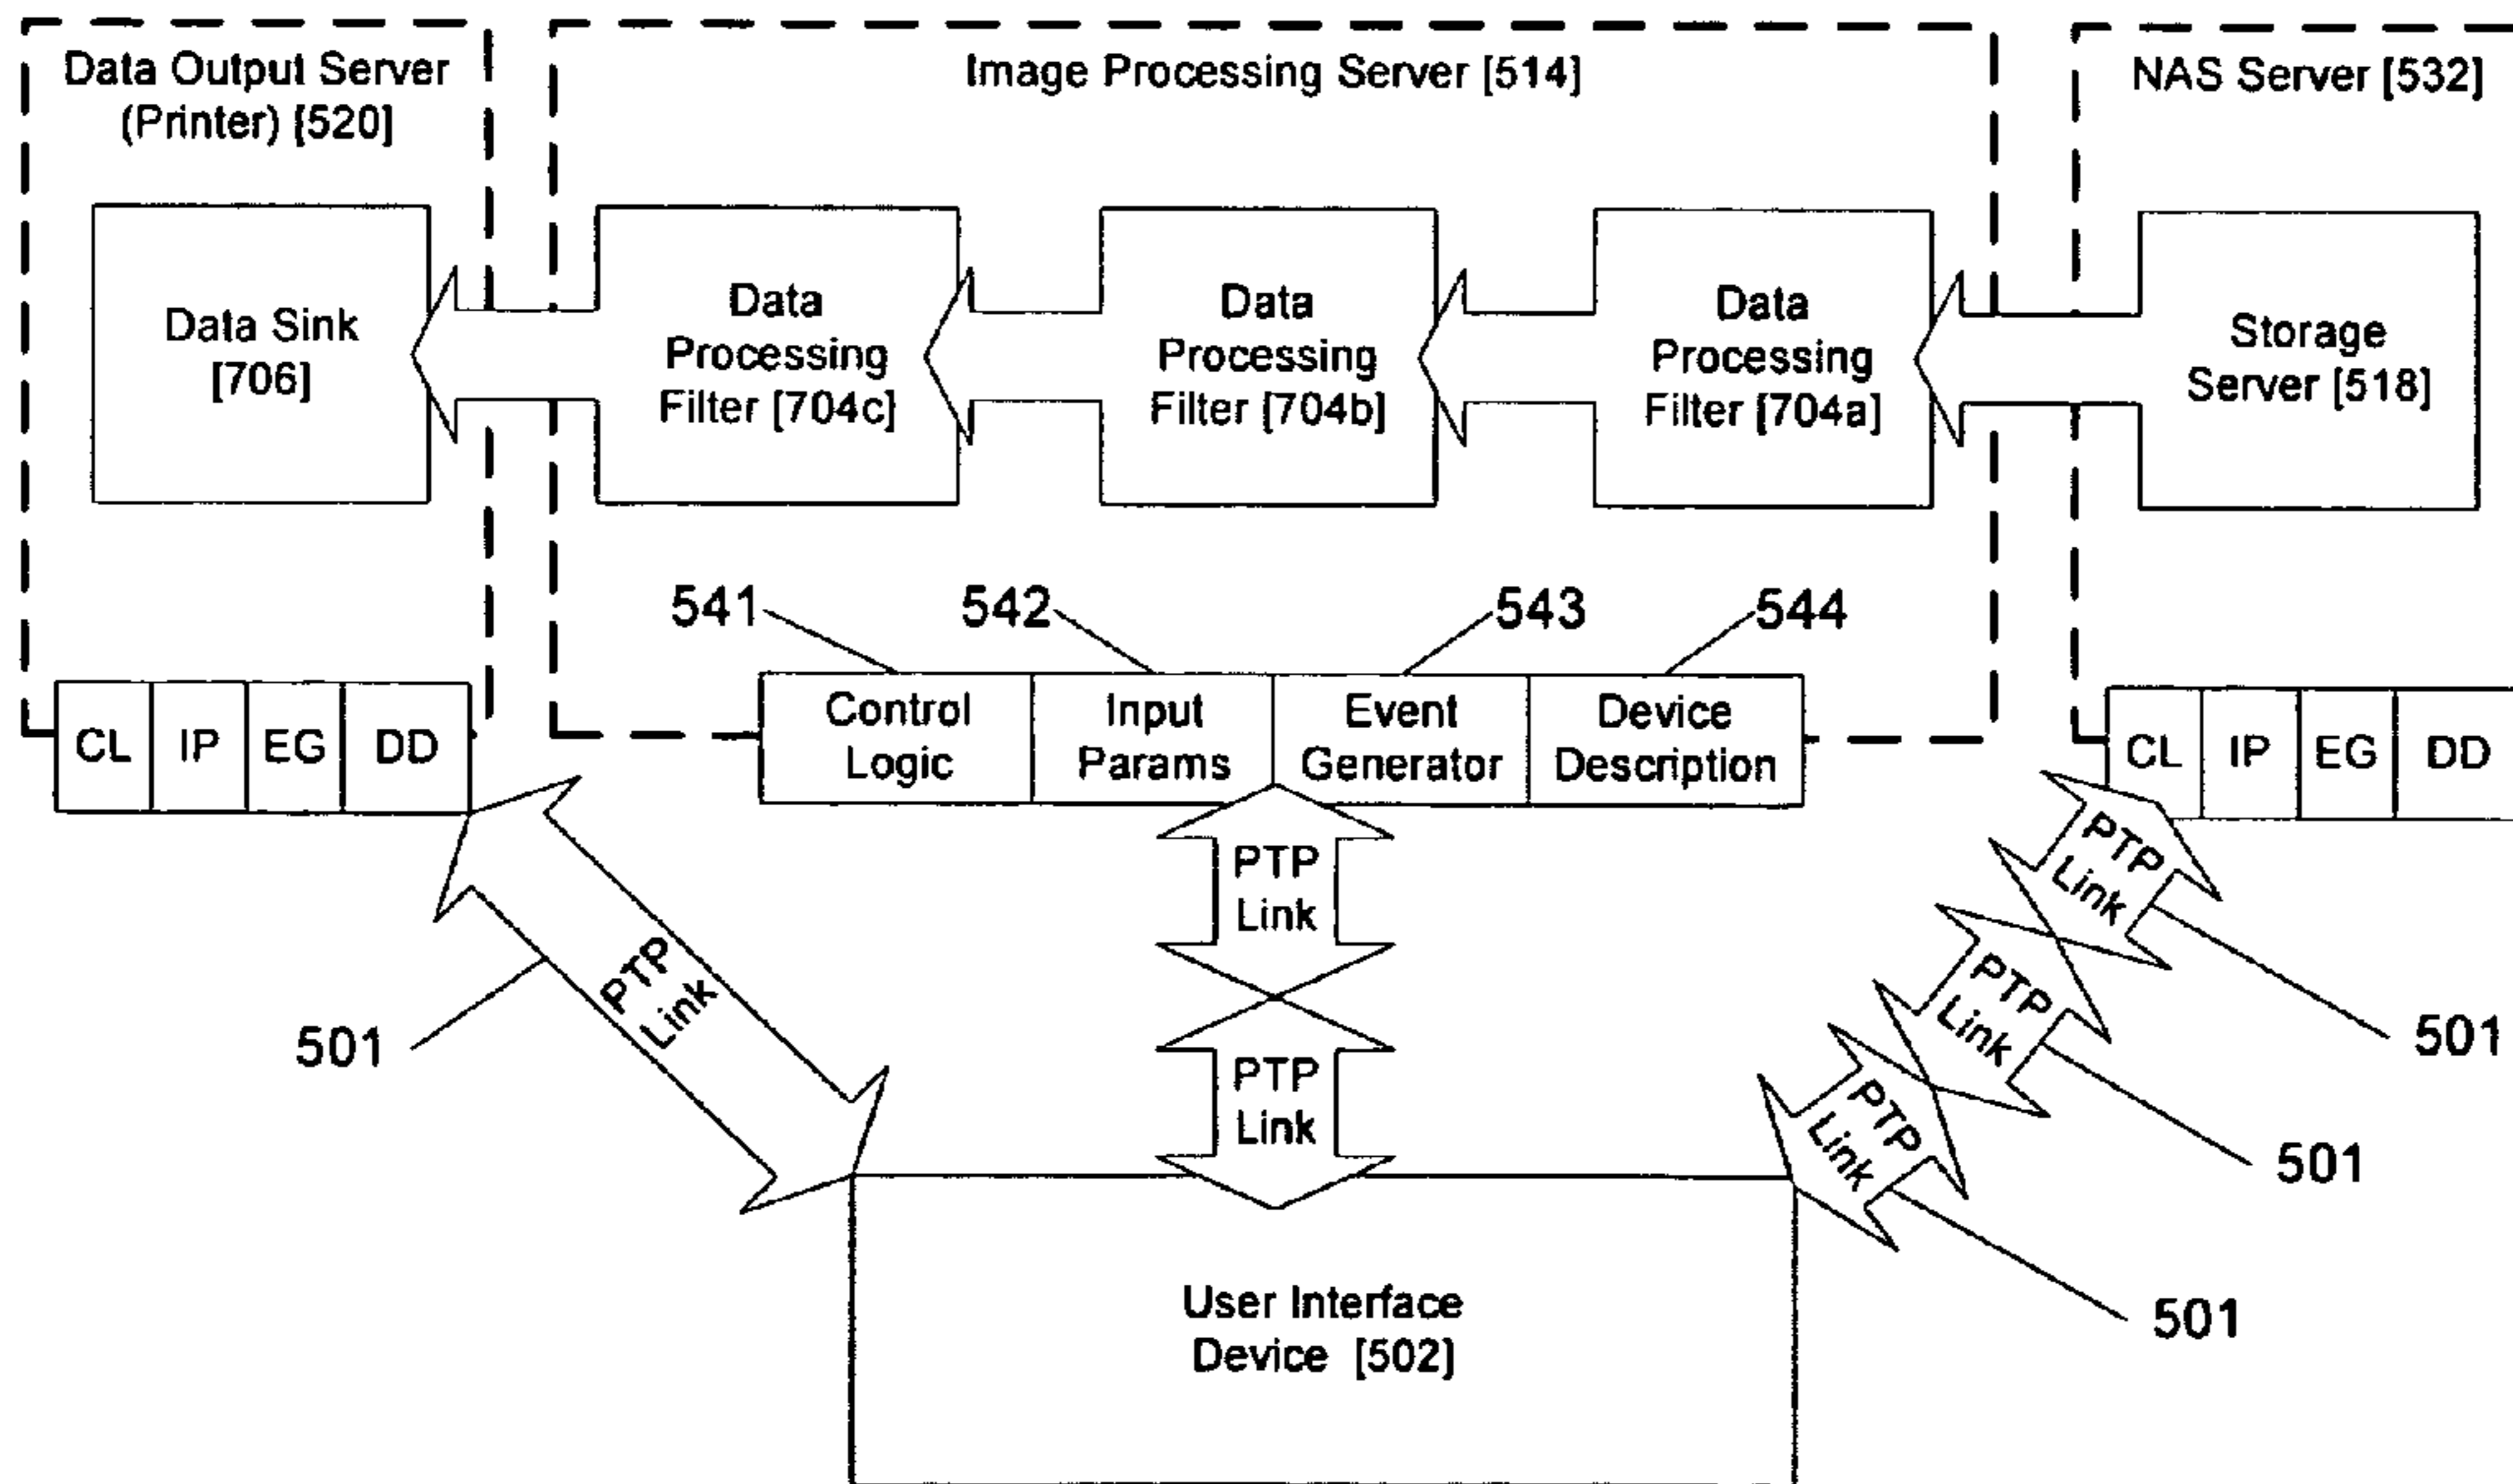 Data Output Server
(Printer) [520]
Image Processing Server [514]
NAS Server [532]
Data Sink
[706]
Data
Processing
Filter [704c]
Data
Processing
Filter [704b]
Data
Processing
Filter [704a]
Storage
Server [518]
541
542
543
544
CL
IP
EG
DD
Control
Logic
Input
Params
Event
Generator
Device
Description
CL
IP
EG
DD
PTP
Link
PTP
Link
501
PTP
Link
PTP
Link
501
PTP
Link
501
PTP
Link
501
User Interface
Device [502]